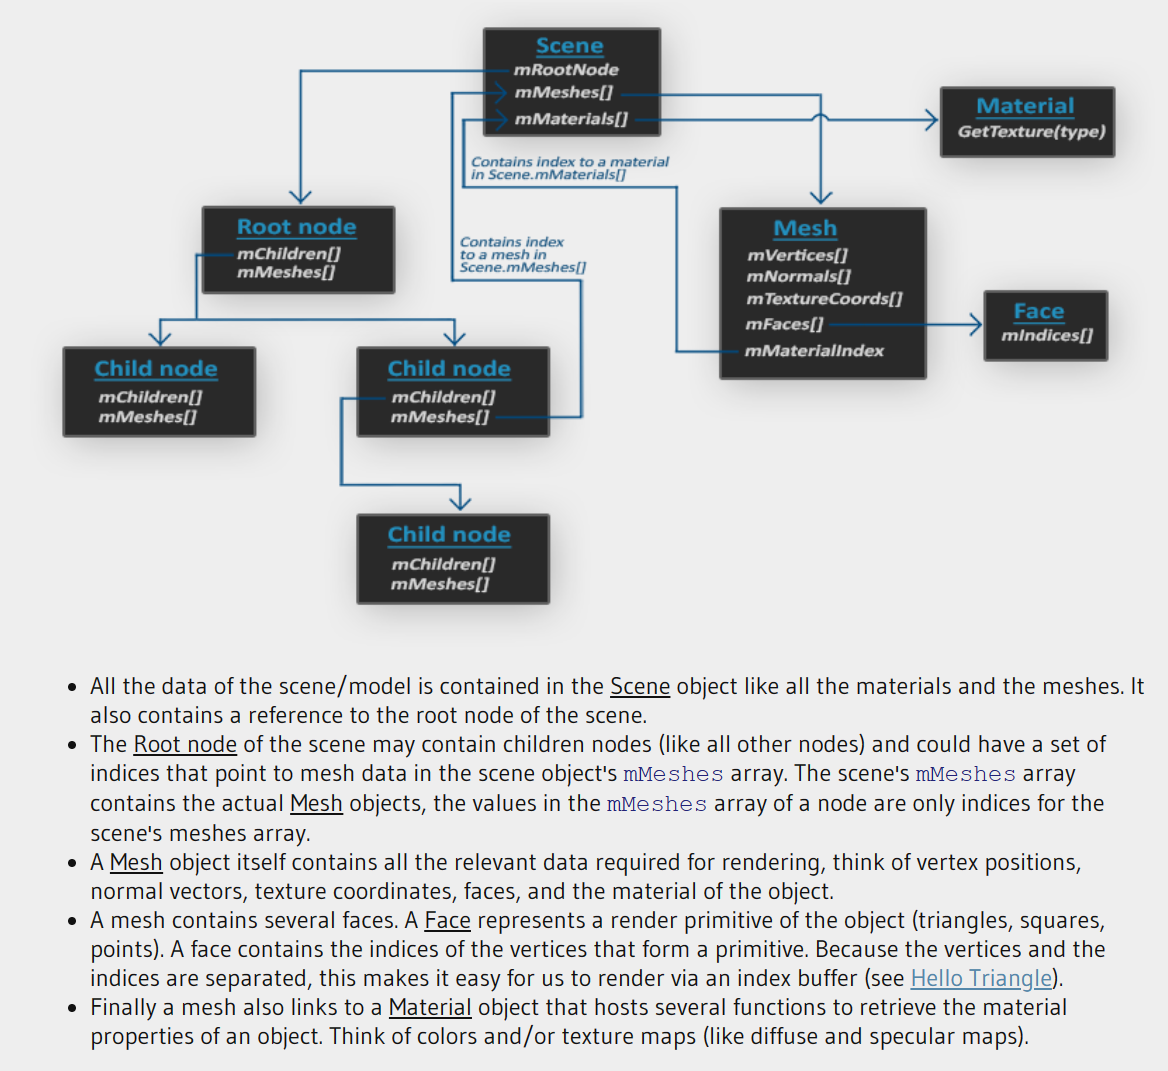 Scene
mRootNode
mMeshes[]
mMaterials[]
Material
GetTexture(type)
Contains index to a material
in Scene.mMaterials[]
Root node
mChildren[]
mMeshes[]
Contains index
to a mesh in
Scene.mMeshes[]
Mesh
mVertices[]
mNormals[]
mTextureCoords[]
mFaces[]
mMaterialIndex
Face
mIndices[]
Child node
mChildren[]
mMeshes[]
Child node
mChildren[]
mMeshes[]
Child node
mChildren[]
mMeshes[]
• All the data of the scene/model is contained in the Scene object like all the materials and the meshes. It
also contains a reference to the root node of the scene.
• The Root node of the scene may contain children nodes (like all other nodes) and could have a set of
indices that point to mesh data in the scene object's mMeshes array. The scene's mMeshes array
contains the actual Mesh objects, the values in the mMeshes array of a node are only indices for the
scene's meshes array.
• A Mesh object itself contains all the relevant data required for rendering, think of vertex positions,
normal vectors, texture coordinates, faces, and the material of the object.
• A mesh contains several faces. A Face represents a render primitive of the object (triangles, squares,
points). A face contains the indices of the vertices that form a primitive. Because the vertices and the
indices are separated, this makes it easy for us to render via an index buffer (see Hello Triangle).
• Finally a mesh also links to a Material object that hosts several functions to retrieve the material
properties of an object. Think of colors and/or texture maps (like diffuse and specular maps).